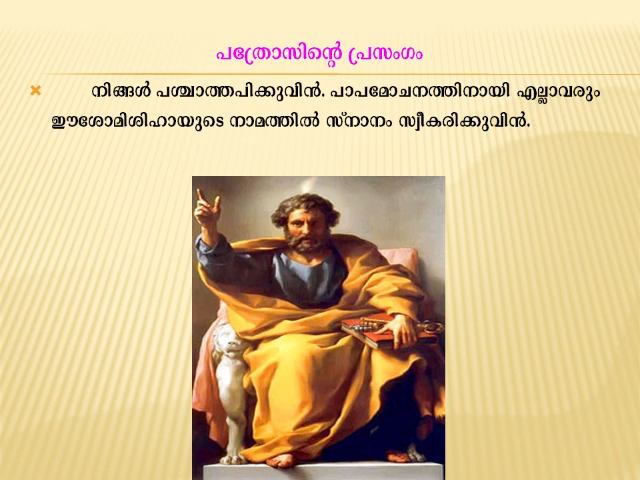 പത്രോസിന്റെ പ്രസംഗം
നിങ്ങൾ പശ്ചാത്തപിക്കുവിൻ. പാപമോചനത്തിനായി എല്ലാവരും
ഈശോമിശിഹായുടെ നാമത്തിൽ സ്നാനം സ്വീകരിക്കുവിൻ.